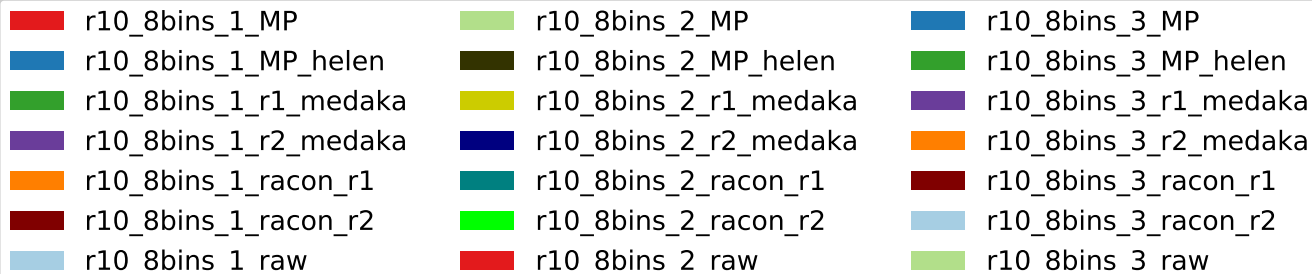 r10_8bins_1_MP r10_8bins_2_MP r10_8bins_3_MP
r10_8bins_1_MP_helen r10_8bins_2_MP_helen r10_8bins_3_MP_helen
r10_8bins_1_r1_medaka r10_8bins_2_r1_medaka r10_8bins_3_r1_medaka
r10_8bins_1_r2_medaka r10_8bins_2_r2_medaka r10_8bins_3_r2_medaka
r10_8bins_1_racon_r1 r10_8bins_2_racon_r1 r10_8bins_3_racon_r1
r10_8bins_1_racon_r2 r10_8bins_2_racon_r2 r10_8bins_3_racon_r2
r10_8bins_1_raw r10_8bins_2_raw r10_8bins_3_raw